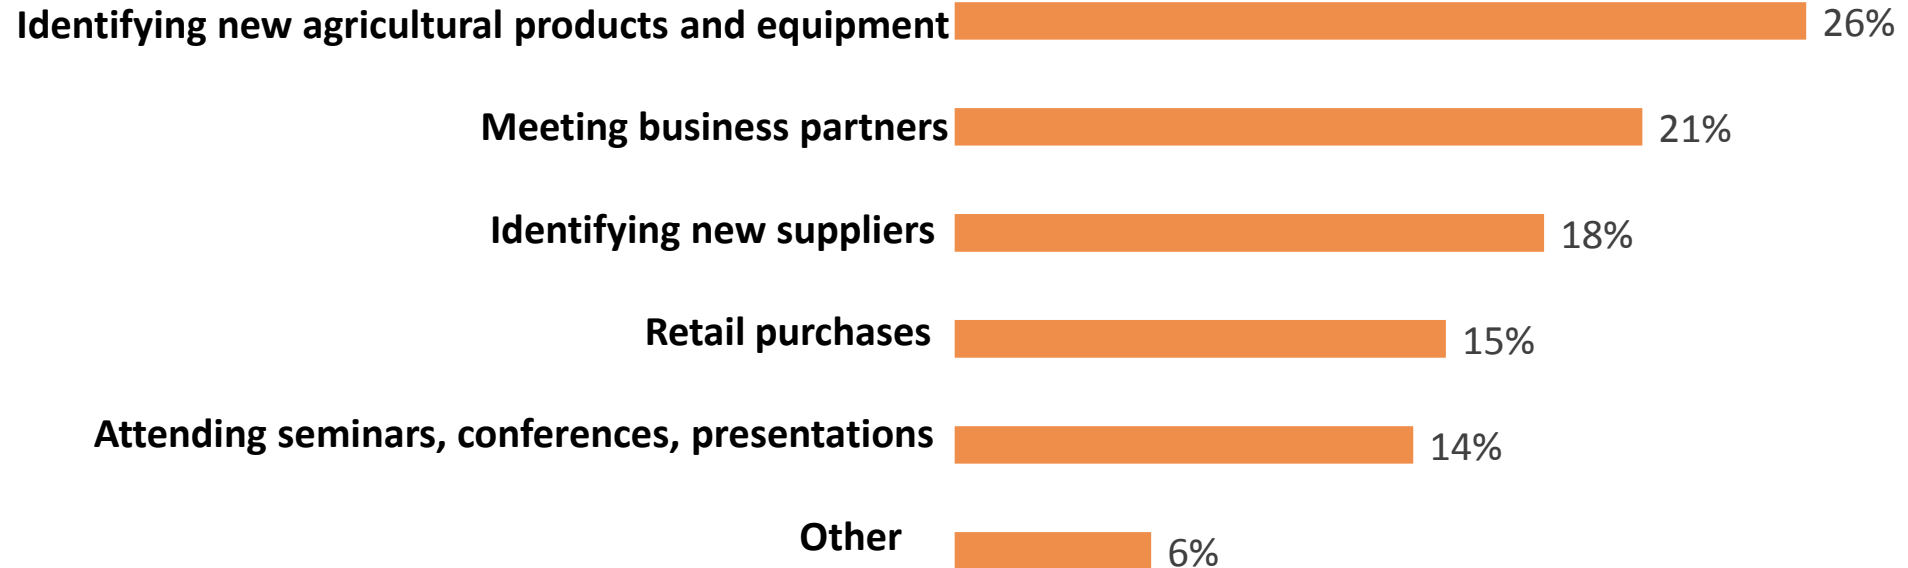 Identifying new agricultural products and equipment 26%
Meeting business partners 21%
Identifying new suppliers 18%
Retail purchases 15%
Attending seminars, conferences, presentations 14%
Other 6%